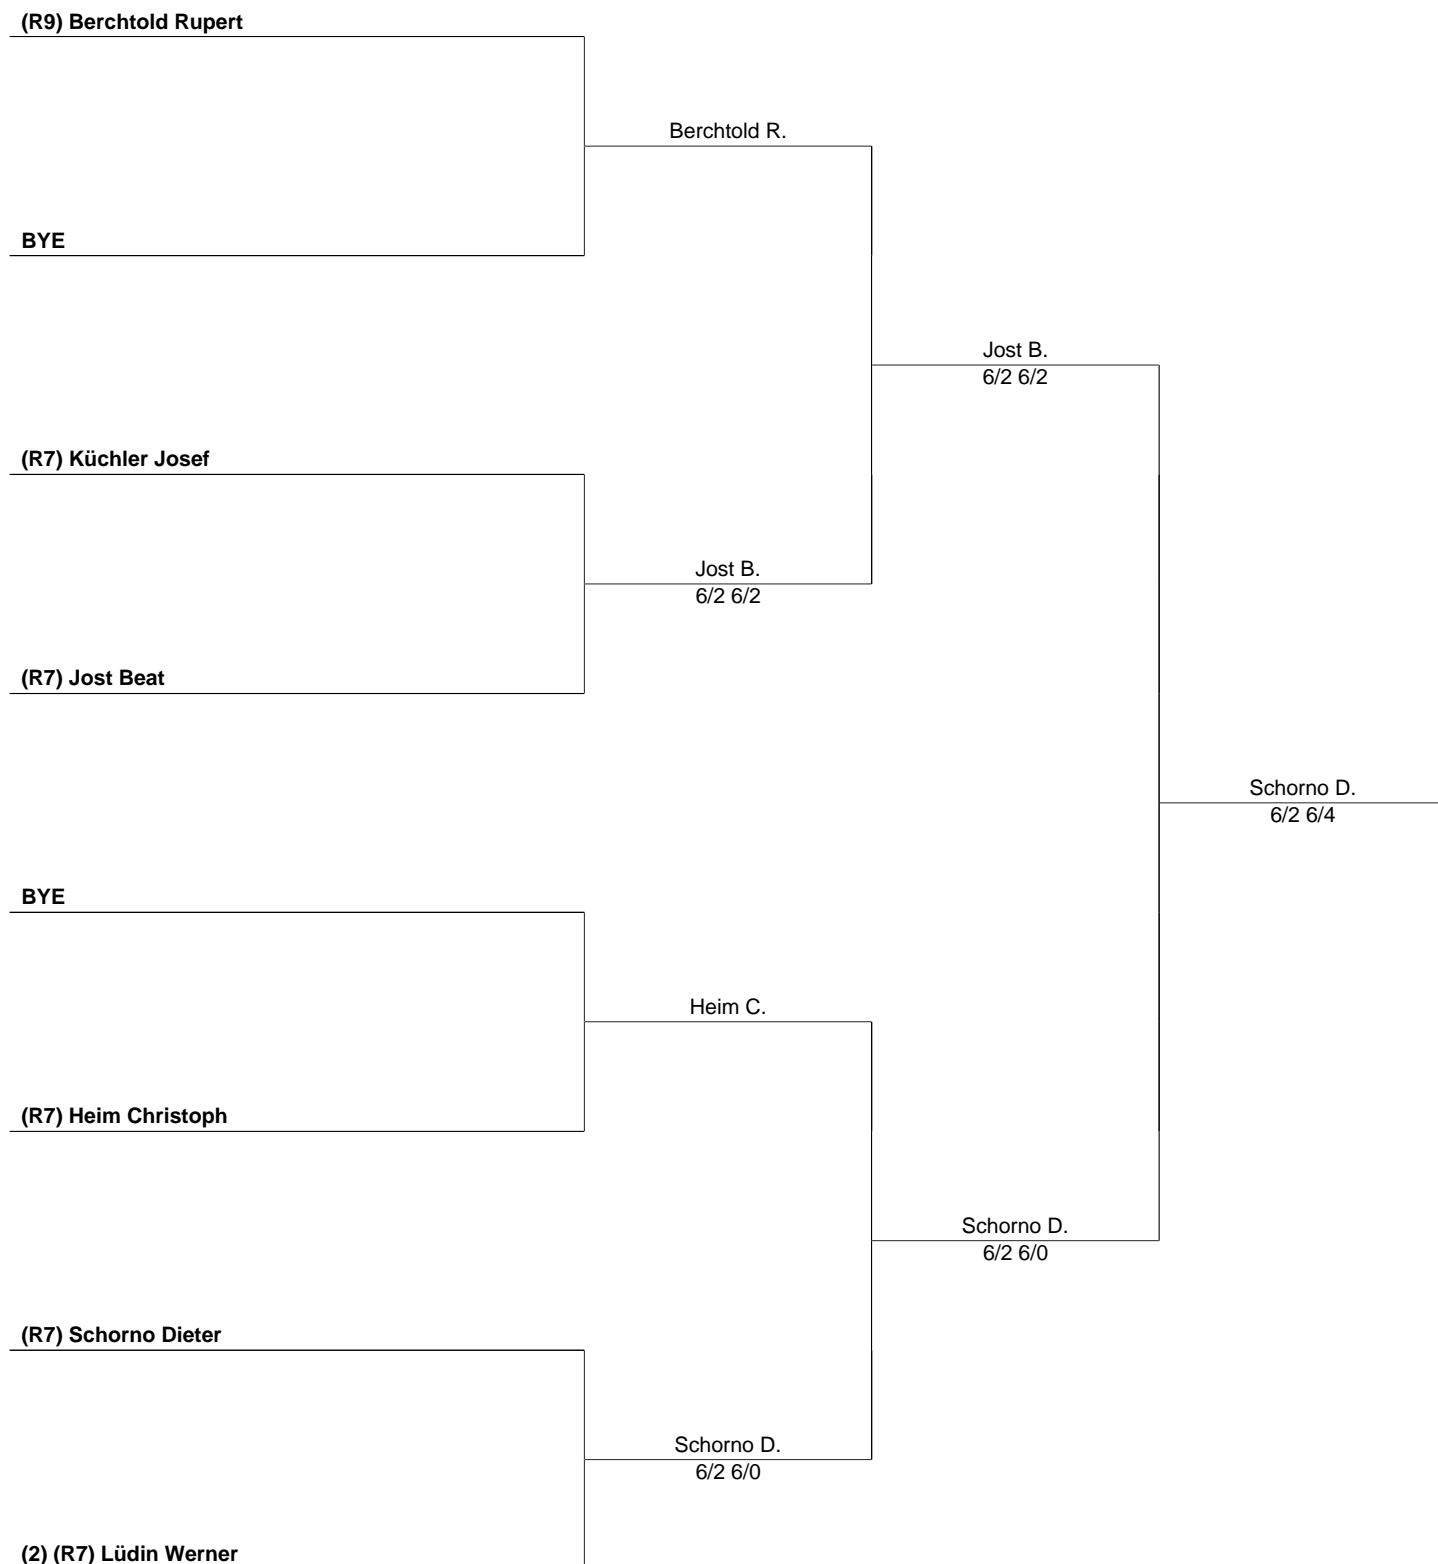 (R9) Berchtold Rupert
Berchtold R.
BYE
Jost B.
6/2 6/2
(R7) Küchler Josef
Jost B.
6/2 6/2
(R7) Jost Beat
Schorno D.
6/2 6/4
BYE
Heim C.
(R7) Heim Christoph
Schorno D.
6/2 6/0
(R7) Schorno Dieter
Schorno D.
6/2 6/0
(2) (R7) Lüdin Werner